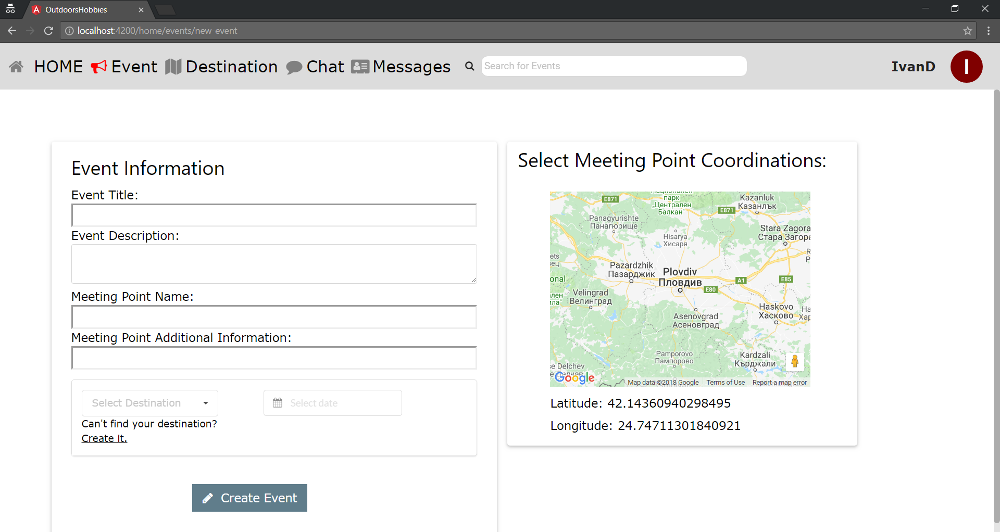 OutdoorsHobbies
localhost:4200/home/events/new-event
HOME Event Destination Chat Messages Search for Events IvanD I
Event Information
Event Title:
Event Description:
Meeting Point Name:
Meeting Point Additional Information:
Select Destination Select date
Can't find your destination?
Create it.
Create Event
Select Meeting Point Coordinations:
парк
„Централен
Балкан"
E871
E871
Kazanluk
Казанлък
Panagyurishte
Панагюрище
Stara Zagora
Стара Загора
Hisarya
Хисаря
Pazardzhik
Пазарджик
Plovdiv
Пловдив
A1
E85
E80
Velingrad
Велинград
Haskovo
Хасково
Asenovgrad
Асеновград
Pamporovo
Пампорово
Kardzali
Кърджали
se Delchev
Google
Map data ©2018 Google Terms of Use Report a map error
Latitude: 42.14360940298495
Longitude: 24.74711301840921